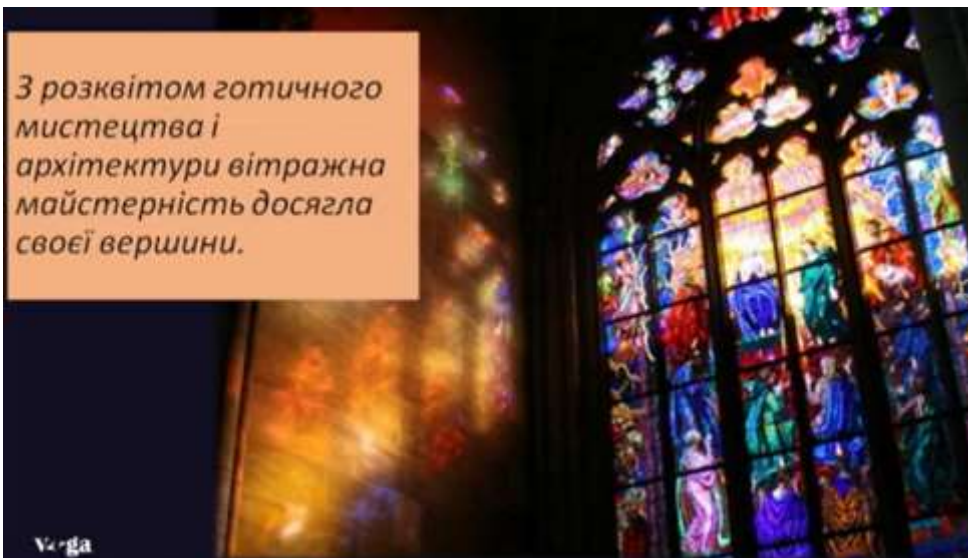 З розквітом готичного
мистецтва і
архітектури вітражна
майстерність досягла
своєї вершини.